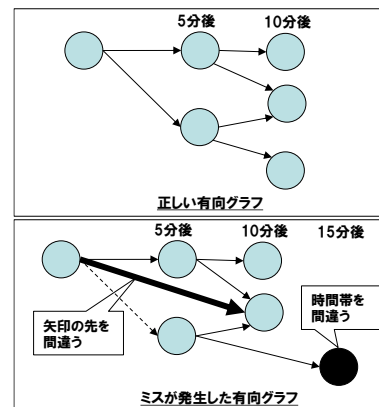 5分後
10分後
正しい有向グラフ
5分後
10分後
15分後
矢印の先を
間違う
時間帯を
間違う
ミスが発生した有向グラフ